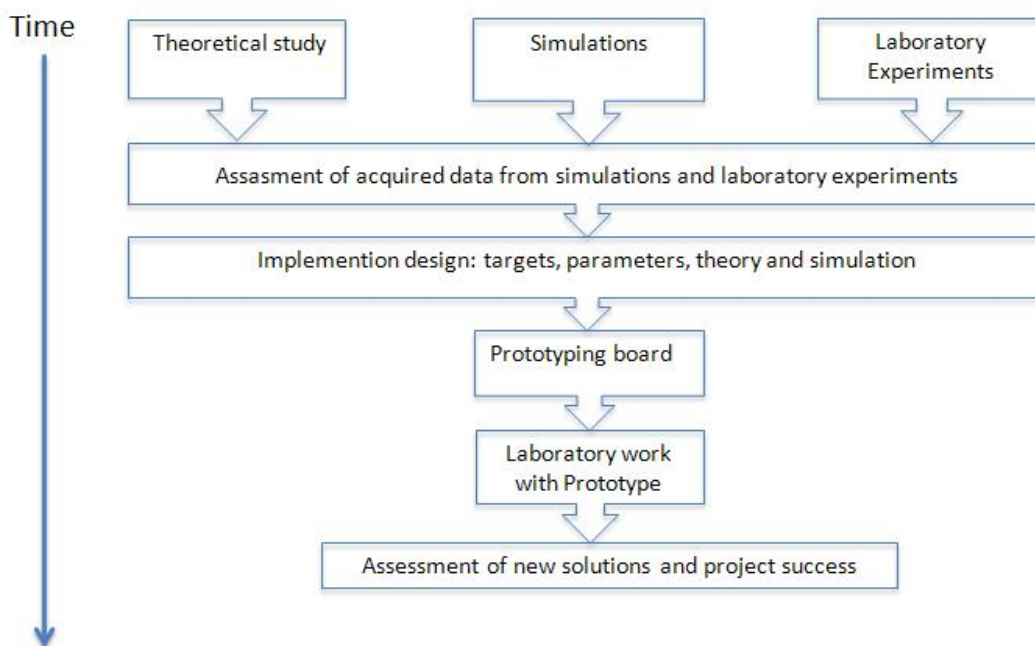 Time
Theoretical study
Simulations
Laboratory
Experiments
Assasment of acquired data from simulations and laboratory experiments
Implemention design: targets, parameters, theory and simulation
Prototyping board
Laboratory work
with Prototype
Assessment of new solutions and project success